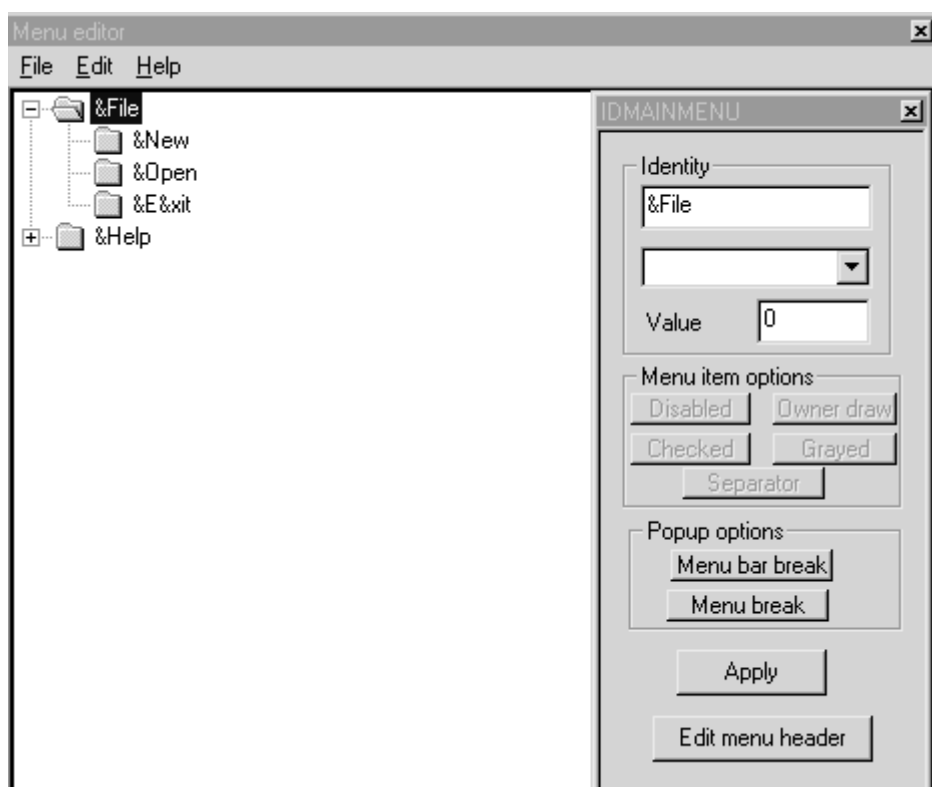 Menu editor
File Edit Help
&File
&New
&Open
&E&xit
&Help
IDMAINMENU
Identity
&File
Value 0
Menu item options
Disabled Owner draw
Checked Grayed
Separator
Popup options
Menu bar break
Menu break
Apply
Edit menu header